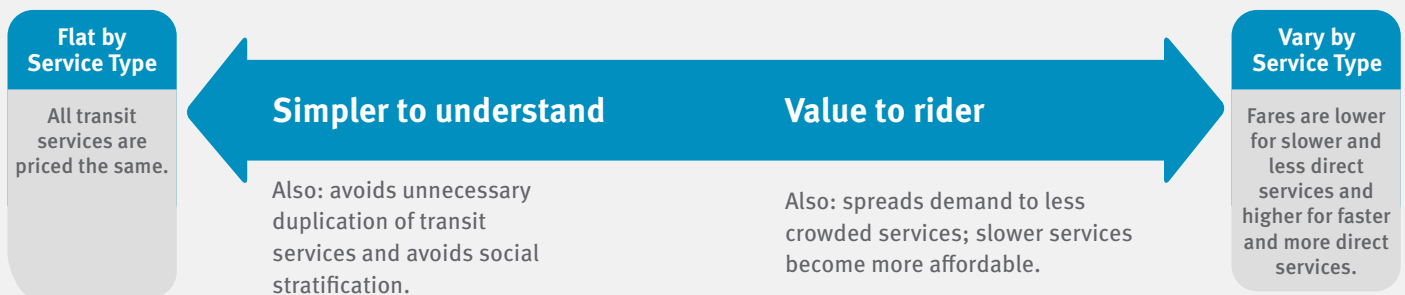 Flat by
Service Type
All transit
services are
priced the same.
Simpler to understand
Also: avoids unnecessary
duplication of transit
services and avoids social
stratification.
Value to rider
Also: spreads demand to less
crowded services; slower services
become more affordable.
Vary by
Service Type
Fares are lower
for slower and
less direct
services and
higher for faster
and more direct
services.